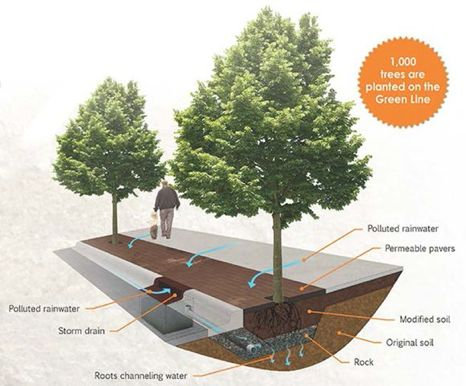 1,000
trees are
planted on the
Green Line
Polluted rainwater
Permeable pavers
Polluted rainwater
Storm drain
Modified soil
Original soil
Rock
Roots channeling water